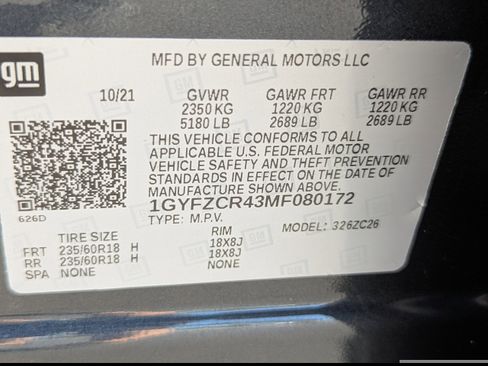 gm
MFD BY GENERAL MOTORS LLC
10/21 GVWR GAWR FRT GAWR RR
2350 KG 1220 KG 1220 KG
5180 LB 2689 LB 2689 LB
THIS VEHICLE CONFORMS TO ALL
APPLICABLE U.S. FEDERAL MOTOR
VEHICLE SAFETY AND THEFT PREVENTION
STANDARDS IN EFFECT ON THE DATE OF
MANUFACTURE SHOWN ABOVE.
1GYFZCR43MF080172
626D
TYPE: M.P.V. MODEL: 326ZC26
TIRE SIZE RIM
FRT 235/60R18 H 18X8J
RR 235/60R18 H 18X8J
SPA NONE NONE